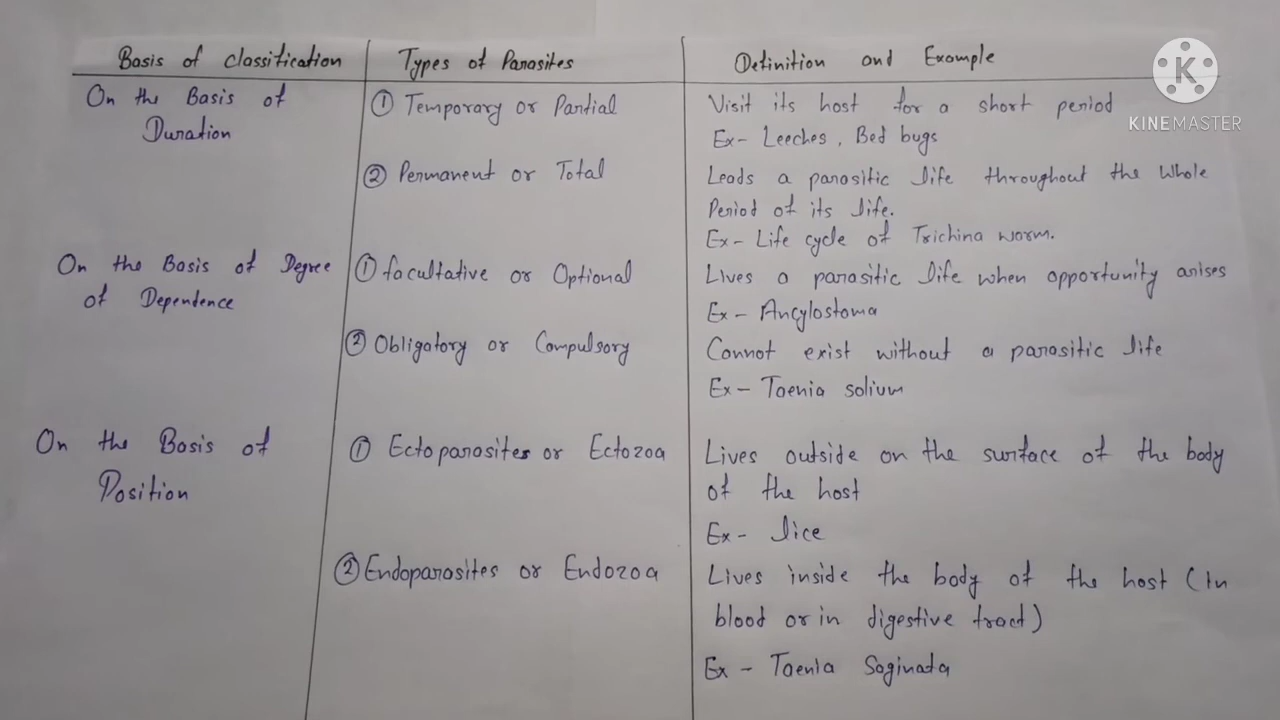 Basis of Classification Types of Parasites Definition and Example
On the Basis of
Duration
① Temporary or Partial
Visit its host for a short period
Ex- Leeches, Bed bugs
② Permanent or Total
Leads a parasitic life throughout the whole
Period of its life.
Ex- Life cycle of Trichina worm.
On the Basis of Degree
of Dependence
① facultative or Optional
Lives a parasitic life when opportunity arises
Ex- Ancylostoma
② Obligatory or Compulsory
Cannot exist without a parasitic life
Ex- Taenia solium
On the Basis of
Position
① Ectoparasites or Ectozoa
Lives outside on the surface of the body
of the host
Ex- lice
② Endoparasites or Endozoa
Lives inside the body of the host (In
blood or in digestive tract)
Ex - Taenia Saginata
K
KINEMASTER